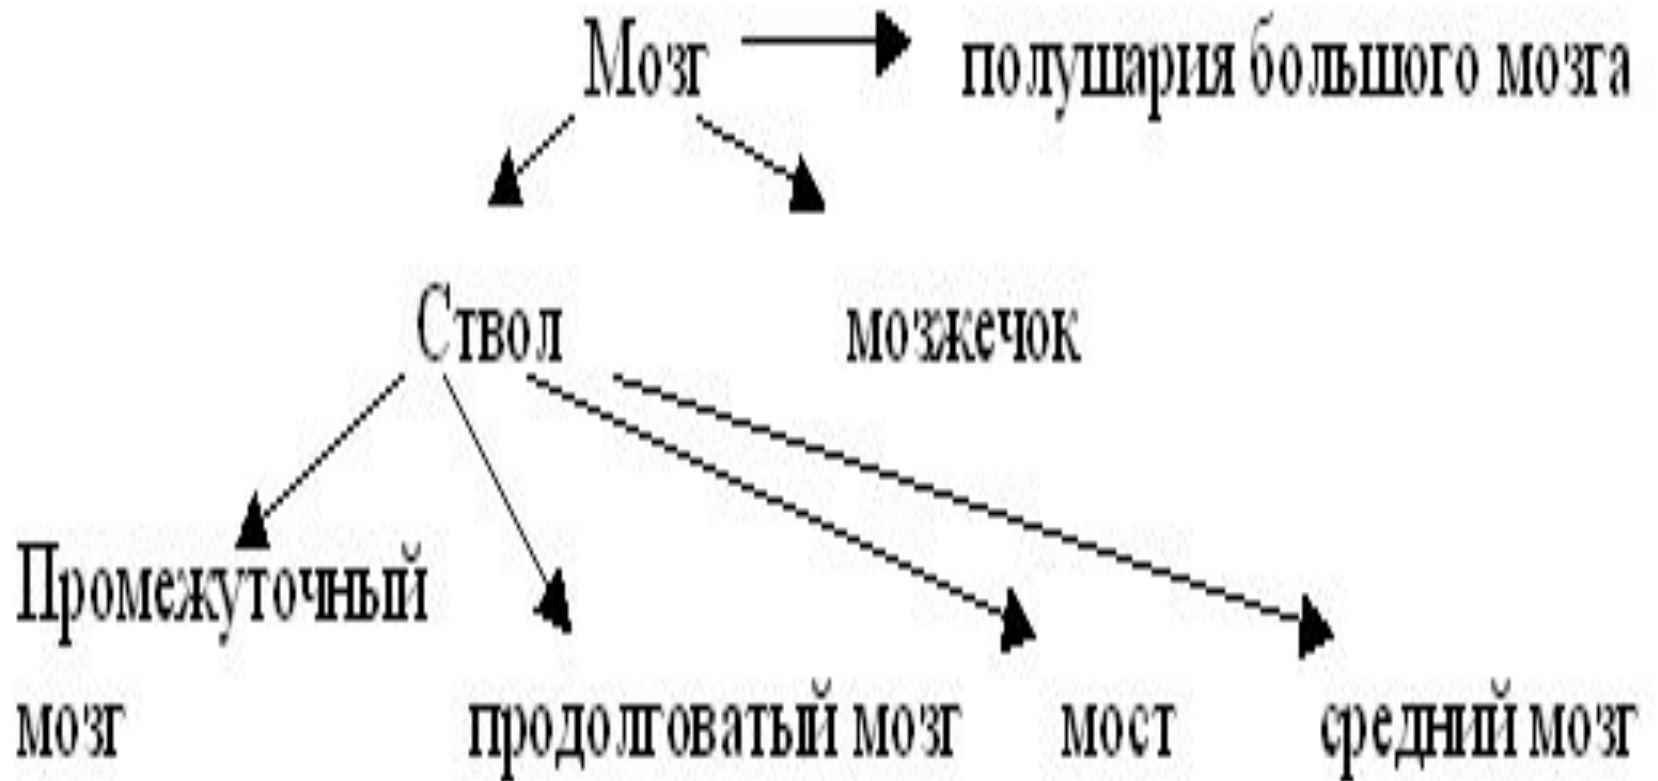 Мозг полушария большого мозга
Ствол мозжечок
Промежуточный
мозг продолговатый мозг мост средний мозг